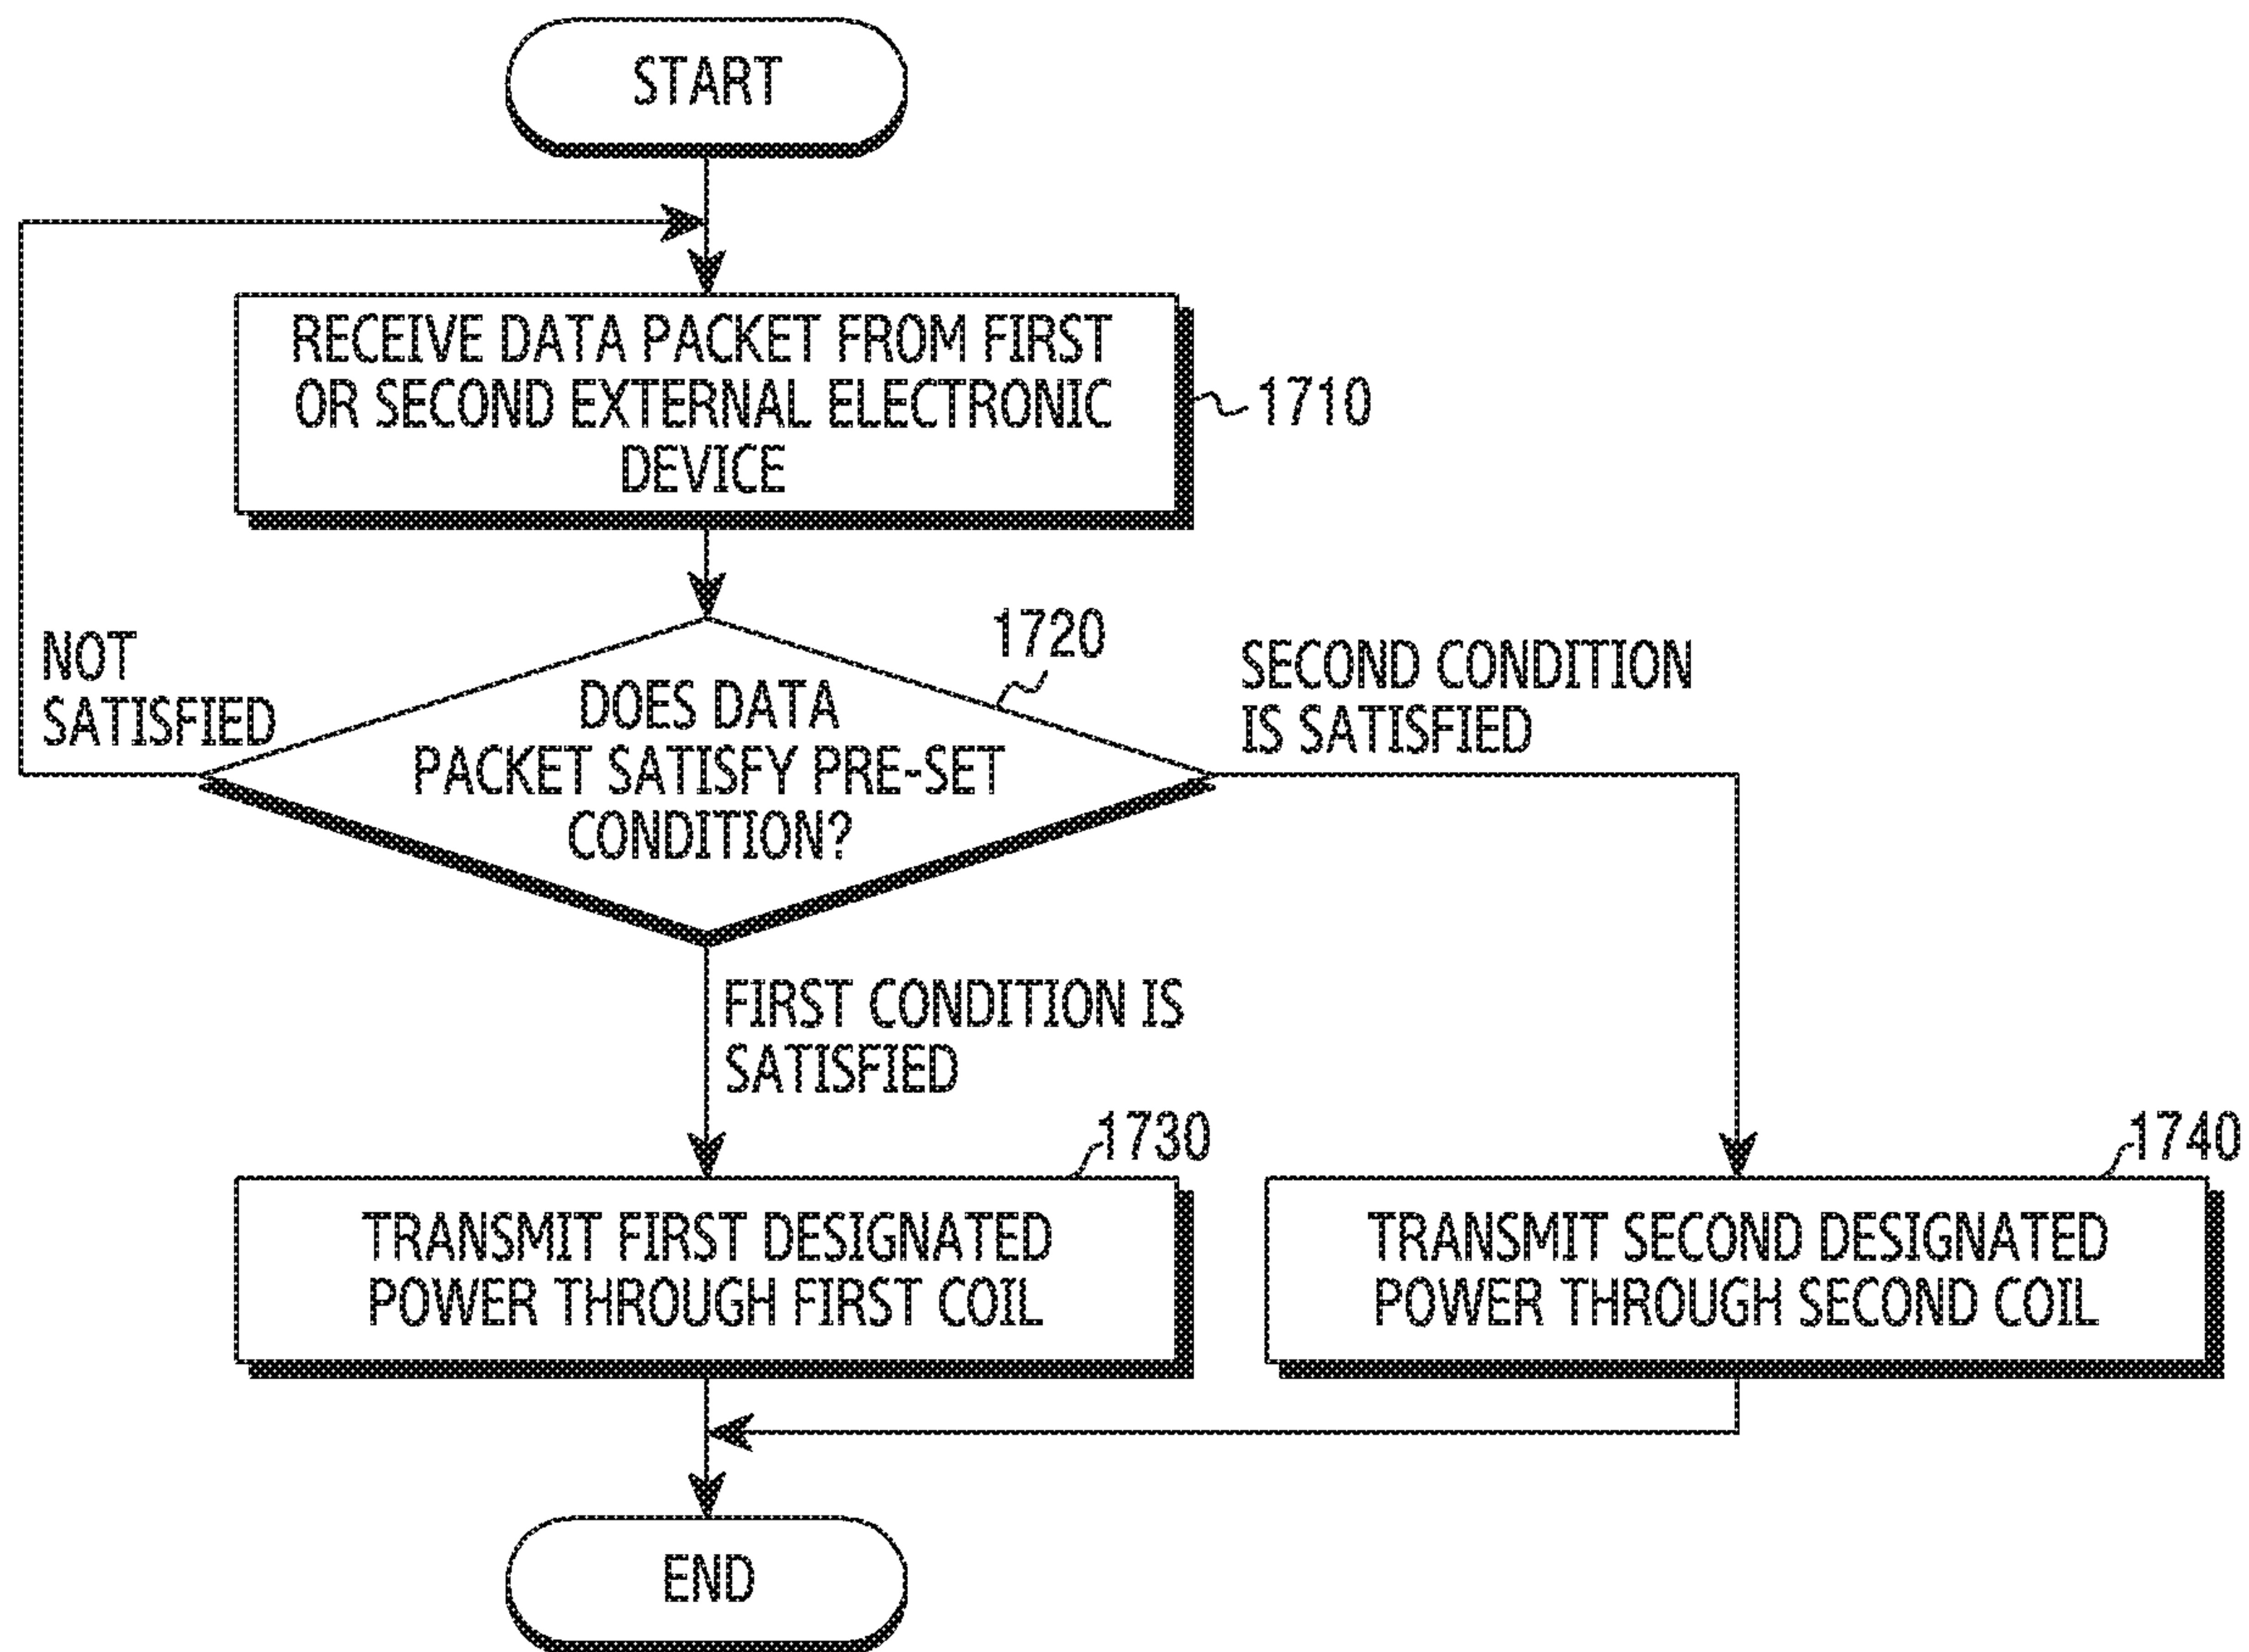 START
RECEIVE DATA PACKET FROM FIRST
OR SECOND EXTERNAL ELECTRONIC
DEVICE
1710
NOT
SATISFIED
1720
DOES DATA
PACKET SATISFY PRE-SET
CONDITION?
SECOND CONDITION
IS SATISFIED
FIRST CONDITION IS
SATISFIED
1730
TRANSMIT FIRST DESIGNATED
POWER THROUGH FIRST COIL
1740
TRANSMIT SECOND DESIGNATED
POWER THROUGH SECOND COIL
END